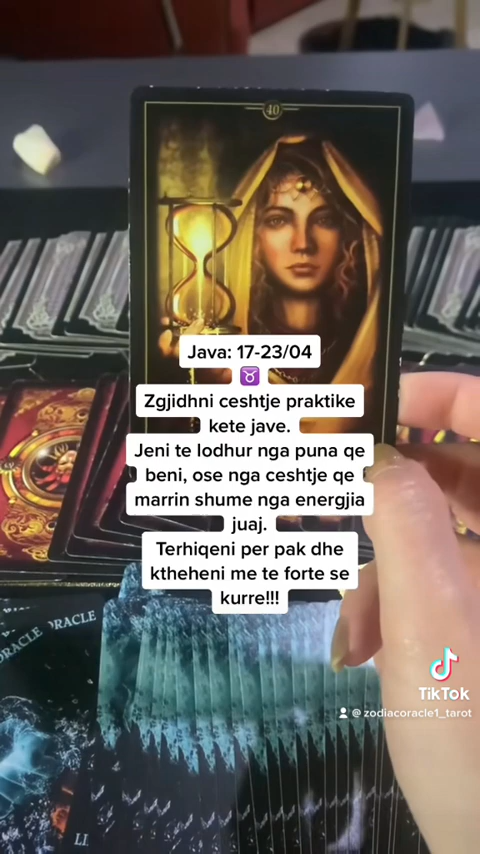 40
Java: 17-23/04
♉
Zgjidhni ceshtje praktike
kete jave.
Jeni te lodhur nga puna qe
beni, ose nga ceshtje qe
marrin shume nga energjia
juaj.
Terhiqeni per pak dhe
ktheheni me te forte se
kurre!!!
ORACLE
ORACLE
TikTok
@zodiacoracle1_tarot